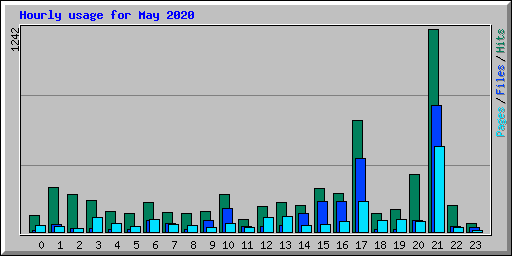 Hourly usage for May 2020
1242
Pages/Files/Hits
0 1 2 3 4 5 6 7 8 9 10 11 12 13 14 15 16 17 18 19 20 21 22 23